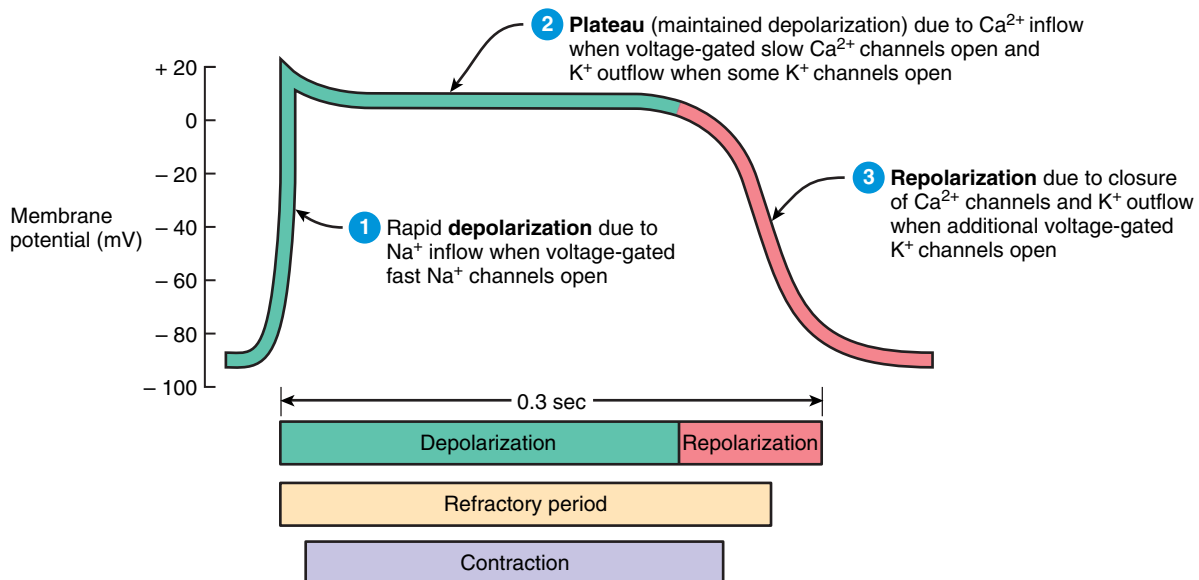 2 Plateau (maintained depolarization) due to Ca²⁺ inflow
when voltage-gated slow Ca²⁺ channels open and
K⁺ outflow when some K⁺ channels open
+ 20
0
– 20
– 40
– 60
– 80
– 100
Membrane
potential (mV)
1 Rapid depolarization due to
Na⁺ inflow when voltage-gated
fast Na⁺ channels open
3 Repolarization due to closure
of Ca²⁺ channels and K⁺ outflow
when additional voltage-gated
K⁺ channels open
0.3 sec
Depolarization
Repolarization
Refractory period
Contraction